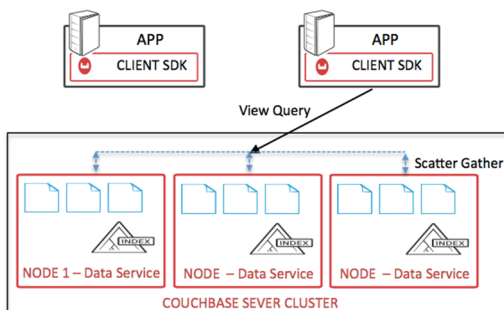 APP
CLIENT SDK
APP
CLIENT SDK
View Query
Scatter Gather
INDEX
INDEX
INDEX
NODE 1 – Data Service
NODE – Data Service
NODE – Data Service
COUCHBASE SEVER CLUSTER